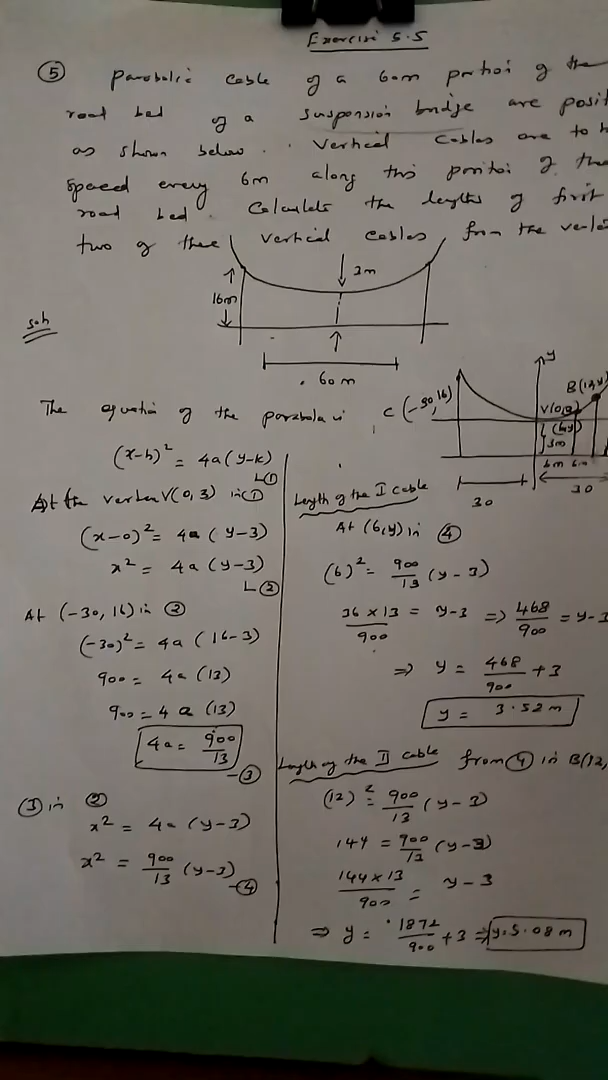 Exercise 5.5
⑤ Parabolic cable of a 60m portion of the
road bed of a suspension bridge are posit
as shown below. Vertical Cables are to
spaced every 6m along this portion of the
road bed. Calculate the lengths of first
two of these vertical cables from the verte
3m
16m
60m
Soln
y
B(12,y)
C(-30,16)
V(0,3)
(6,y)
3m
6m 6m
30
30
The equation of the parabola is
(x-h)² = 4a(y-k)
①
At the vertex V(0,3) in ①
(x-0)² = 4a(y-3)
x² = 4a(y-3)
②
At (-30,16) in ②
(-30)² = 4a(16-3)
900 = 4a(13)
900 = 4a(13)
4a = 900/13
-③
③ in ②
x² = 4a(y-3)
x² = 900/13 (y-3)
-④
Length of the I cable
At (6,y) in ④
(6)² = 900/13 (y-3)
36×13/900 = y-3 ⇒ 468/900 = y-3
⇒ y = 468/900 + 3
y = 3.52m
Length of the II cable from ④ in B(12,
(12)² = 900/13 (y-3)
144 = 900/13 (y-3)
144×13/900 = y-3
⇒ y = 1872/900 + 3 ⇒ y=5.08m